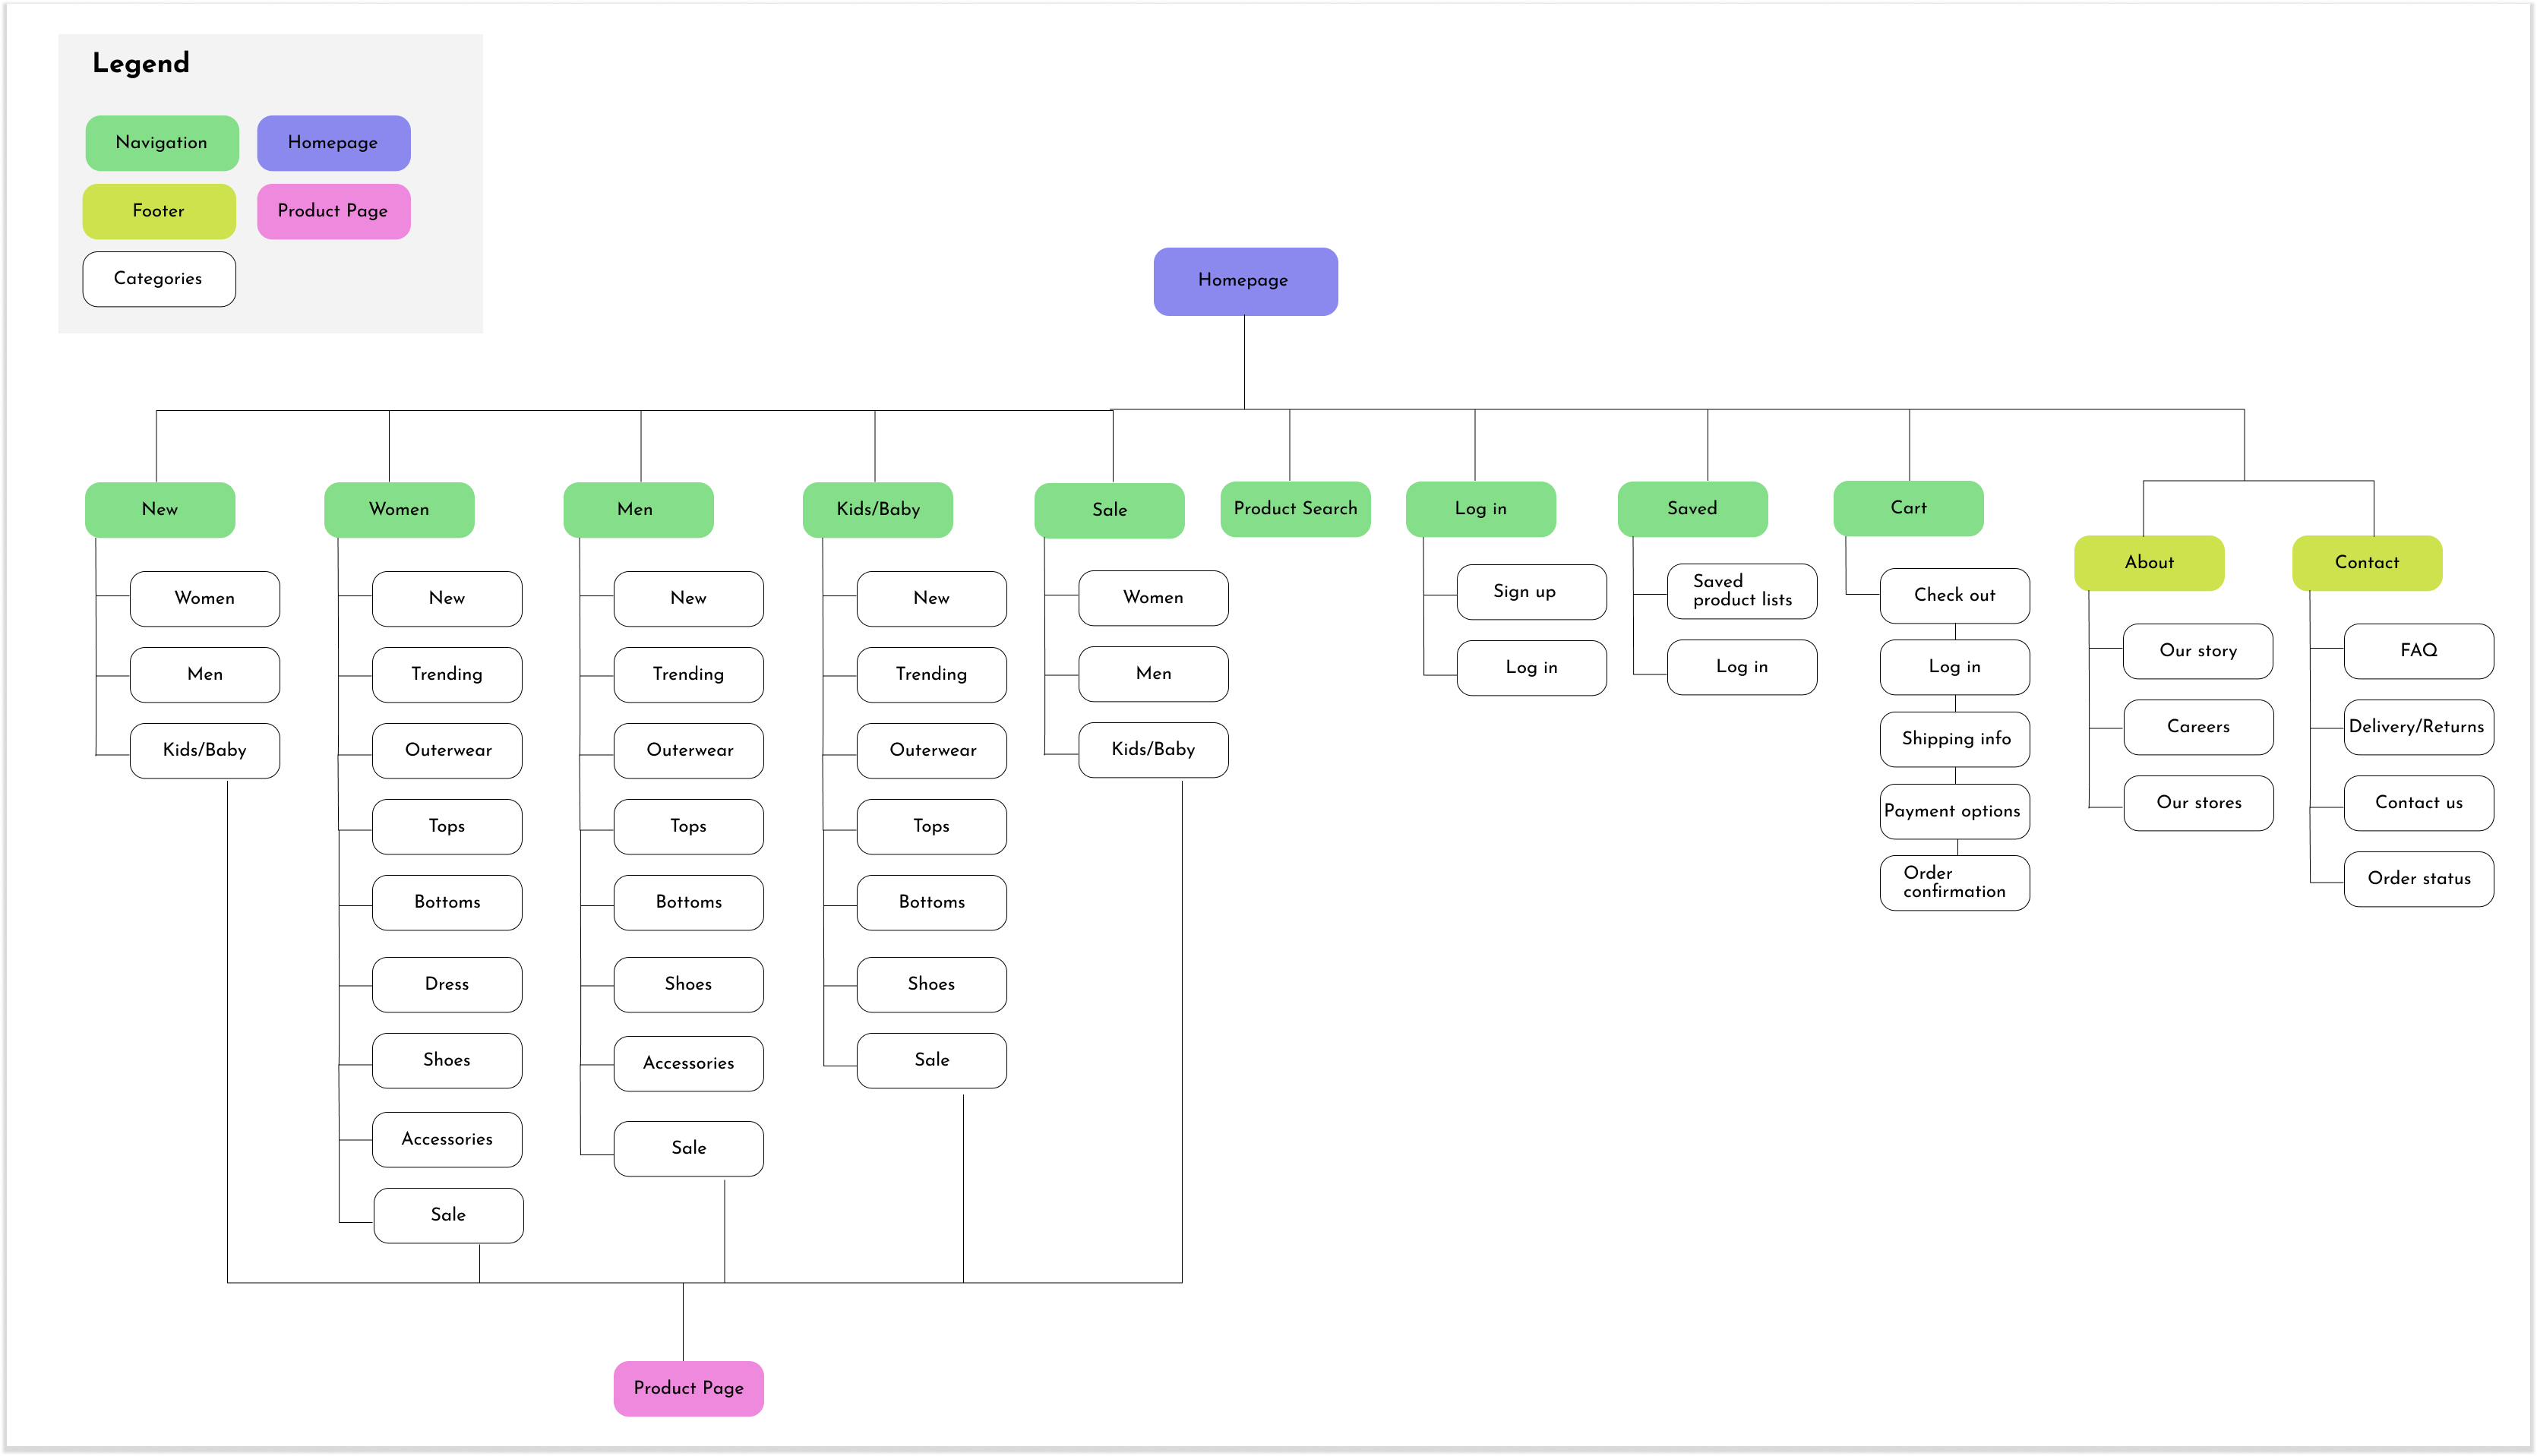 Legend
Navigation
Homepage
Footer
Product Page
Categories
Homepage
New
Women
Men
Kids/Baby
Sale
Product Search
Log in
Saved
Cart
About
Contact
Women
Men
Kids/Baby
New
Trending
Outerwear
Tops
Bottoms
Dress
Shoes
Accessories
Sale
New
Trending
Outerwear
Tops
Bottoms
Shoes
Accessories
Sale
New
Trending
Outerwear
Tops
Bottoms
Shoes
Sale
Women
Men
Kids/Baby
Sign up
Log in
Saved
product lists
Log in
Check out
Log in
Shipping info
Payment options
Order
confirmation
Our story
Careers
Our stores
FAQ
Delivery/Returns
Contact us
Order status
Product Page